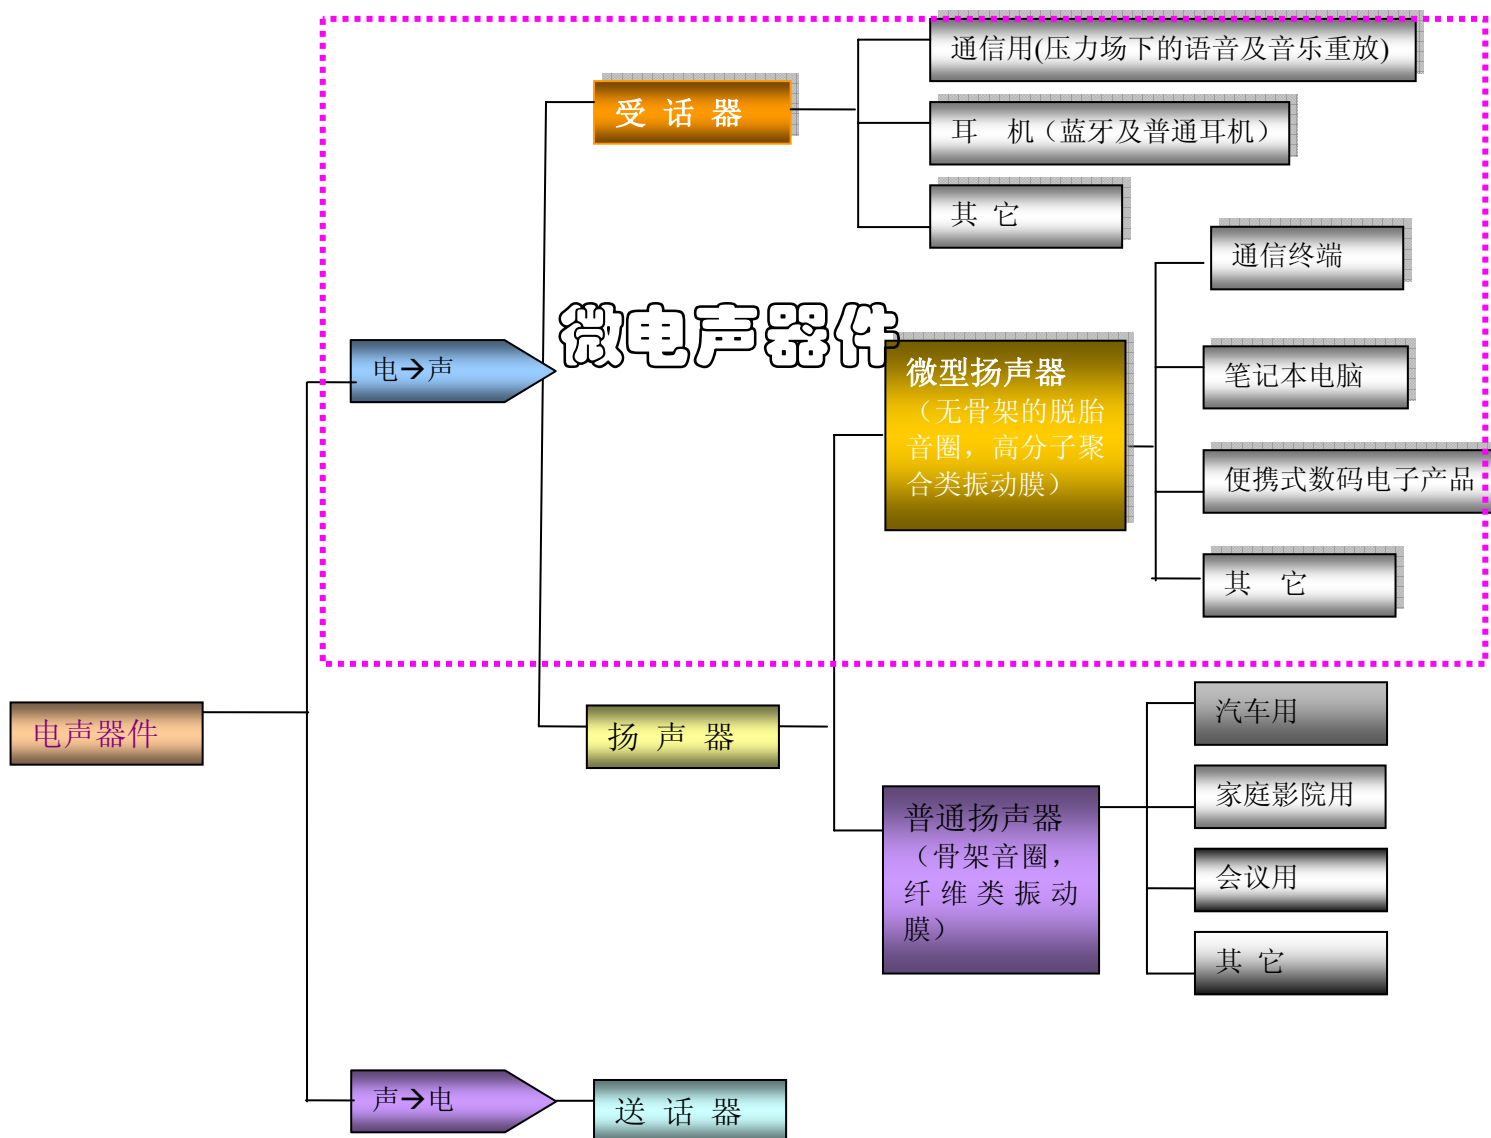 通信用(压力场下的语音及音乐重放)
受 话 器
耳 机（蓝牙及普通耳机）
其 它
通信终端
微电声器件
电→声
微型扬声器
（无骨架的脱胎
音圈，高分子聚
合类振动膜）
笔记本电脑
便携式数码电子产品
其 它
电声器件
扬 声 器
汽车用
普通扬声器
（骨架音圈，
纤维类振动
膜）
家庭影院用
会议用
其 它
声→电
送 话 器